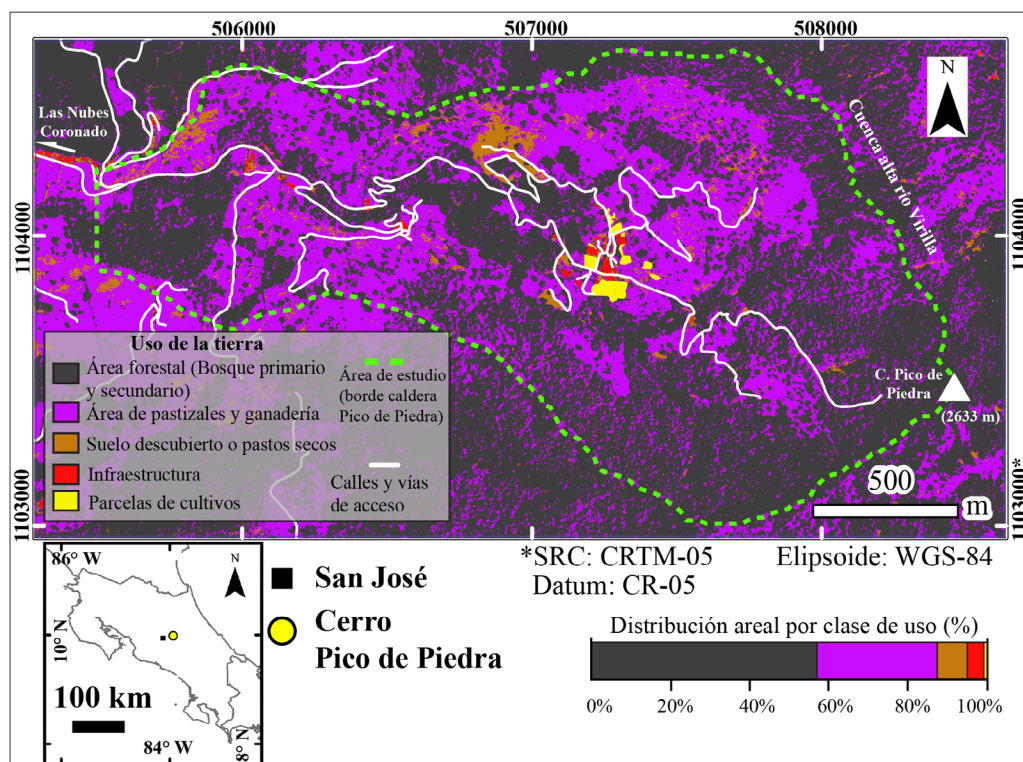 506000
507000
508000
Las Nubes
Coronado
N
Cuenca alta río Virilla
1104000
1104000
C. Pico de
Piedra
(2633 m)
Uso de la tierra
Área forestal (Bosque primario
y secundario)
Área de pastizales y ganadería
Suelo descubierto o pastos secos
Infraestructura
Parcelas de cultivos
Área de estudio
(borde caldera
Pico de Piedra)
Calles y vías
de acceso
1103000
1103000*
500
m
*SRC: CRTM-05
Elipsoide: WGS-84
Datum: CR-05
86° W
N
10° N
100 km
84° W
8° N
San José
Cerro
Pico de Piedra
Distribución areal por clase de uso (%)
0%
20%
40%
60%
80%
100%